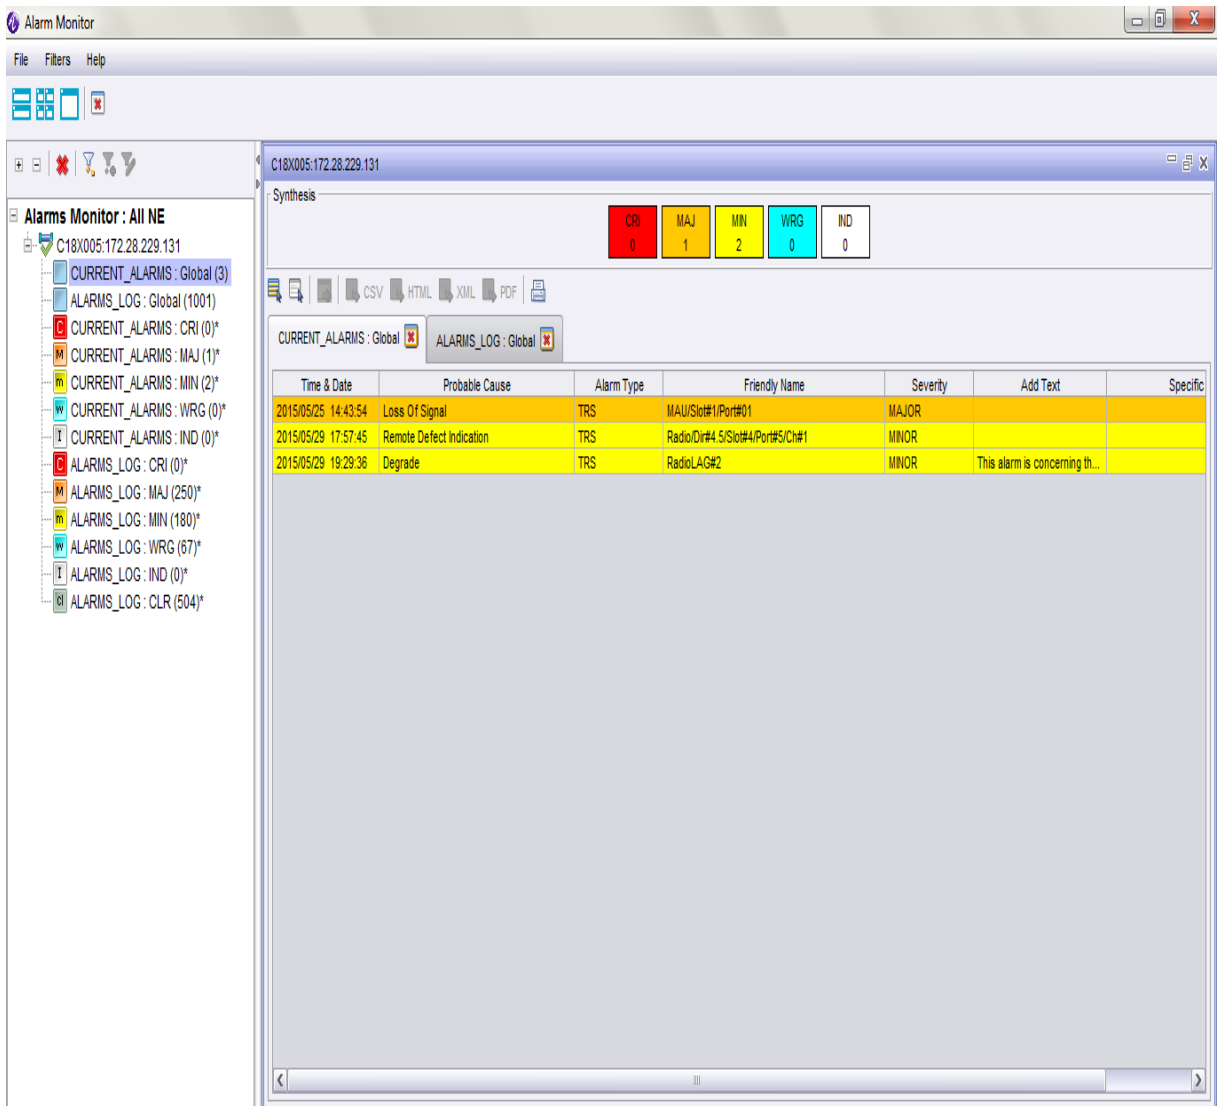 Alarm Monitor
File Filters Help
C18X005:172.28.229.131
Synthesis
CRI MAJ MIN WRG IND
0 1 2 0 0
CSV HTML XML PDF
CURRENT_ALARMS : Global ALARMS_LOG : Global
Time & Date Probable Cause Alarm Type Friendly Name Severity Add Text Specific
2015/05/25 14:43:54 Loss Of Signal TRS MAU/Slot#1/Port#01 MAJOR
2015/05/29 17:57:45 Remote Defect Indication TRS Radio/Dir#4.5/Slot#4/Port#5/Ch#1 MINOR
2015/05/29 19:29:36 Degrade TRS RadioLAG#2 MINOR This alarm is concerning th...
Alarms Monitor : All NE
C18X005:172.28.229.131
CURRENT_ALARMS : Global (3)
ALARMS_LOG : Global (1001)
C CURRENT_ALARMS : CRI (0)*
M CURRENT_ALARMS : MAJ (1)*
m CURRENT_ALARMS : MIN (2)*
w CURRENT_ALARMS : WRG (0)*
I CURRENT_ALARMS : IND (0)*
C ALARMS_LOG : CRI (0)*
M ALARMS_LOG : MAJ (250)*
m ALARMS_LOG : MIN (180)*
w ALARMS_LOG : WRG (67)*
I ALARMS_LOG : IND (0)*
cl ALARMS_LOG : CLR (504)*